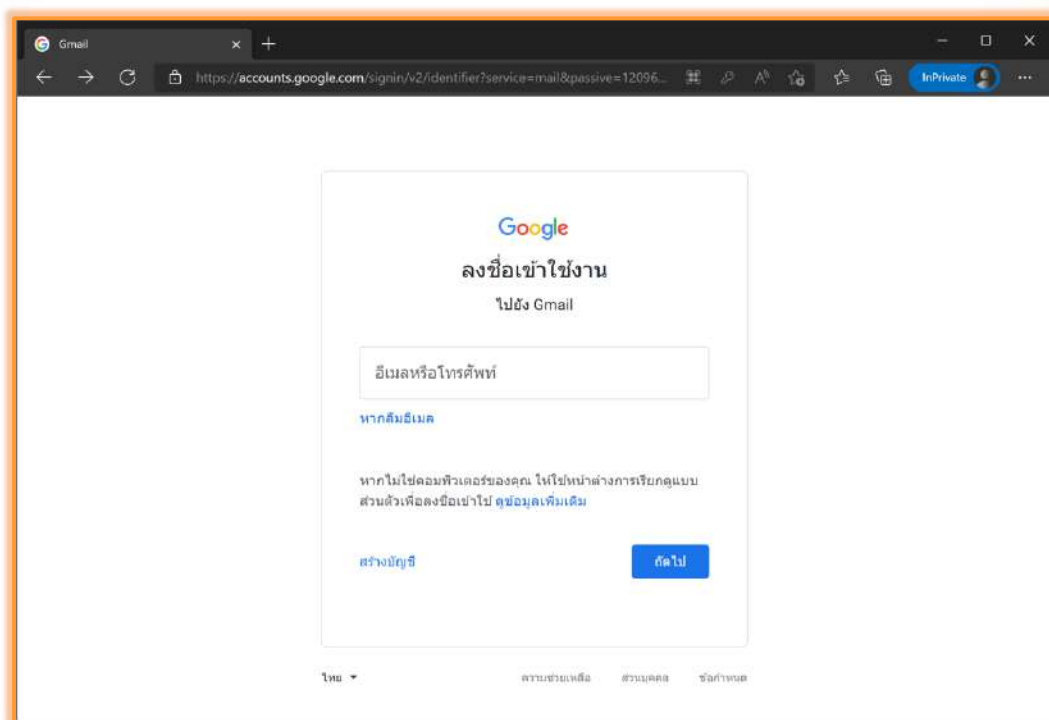 Gmail
https://accounts.google.com/signin/v2/identifier?service=mail&passive=12096...
InPrivate
Google
ลงชื่อเข้าใช้งาน
ไปยัง Gmail
อีเมลหรือโทรศัพท์
หากลืมอีเมล
หากไม่ใช่คอมพิวเตอร์ของคุณ ให้ใช้หน้าต่างการเรียกดูแบบ
ส่วนตัวเพื่อลงชื่อเข้าใช้ ดูข้อมูลเพิ่มเติม
สร้างบัญชี
ถัดไป
ไทย
ความช่วยเหลือ ส่วนบุคคล ข้อกำหนด